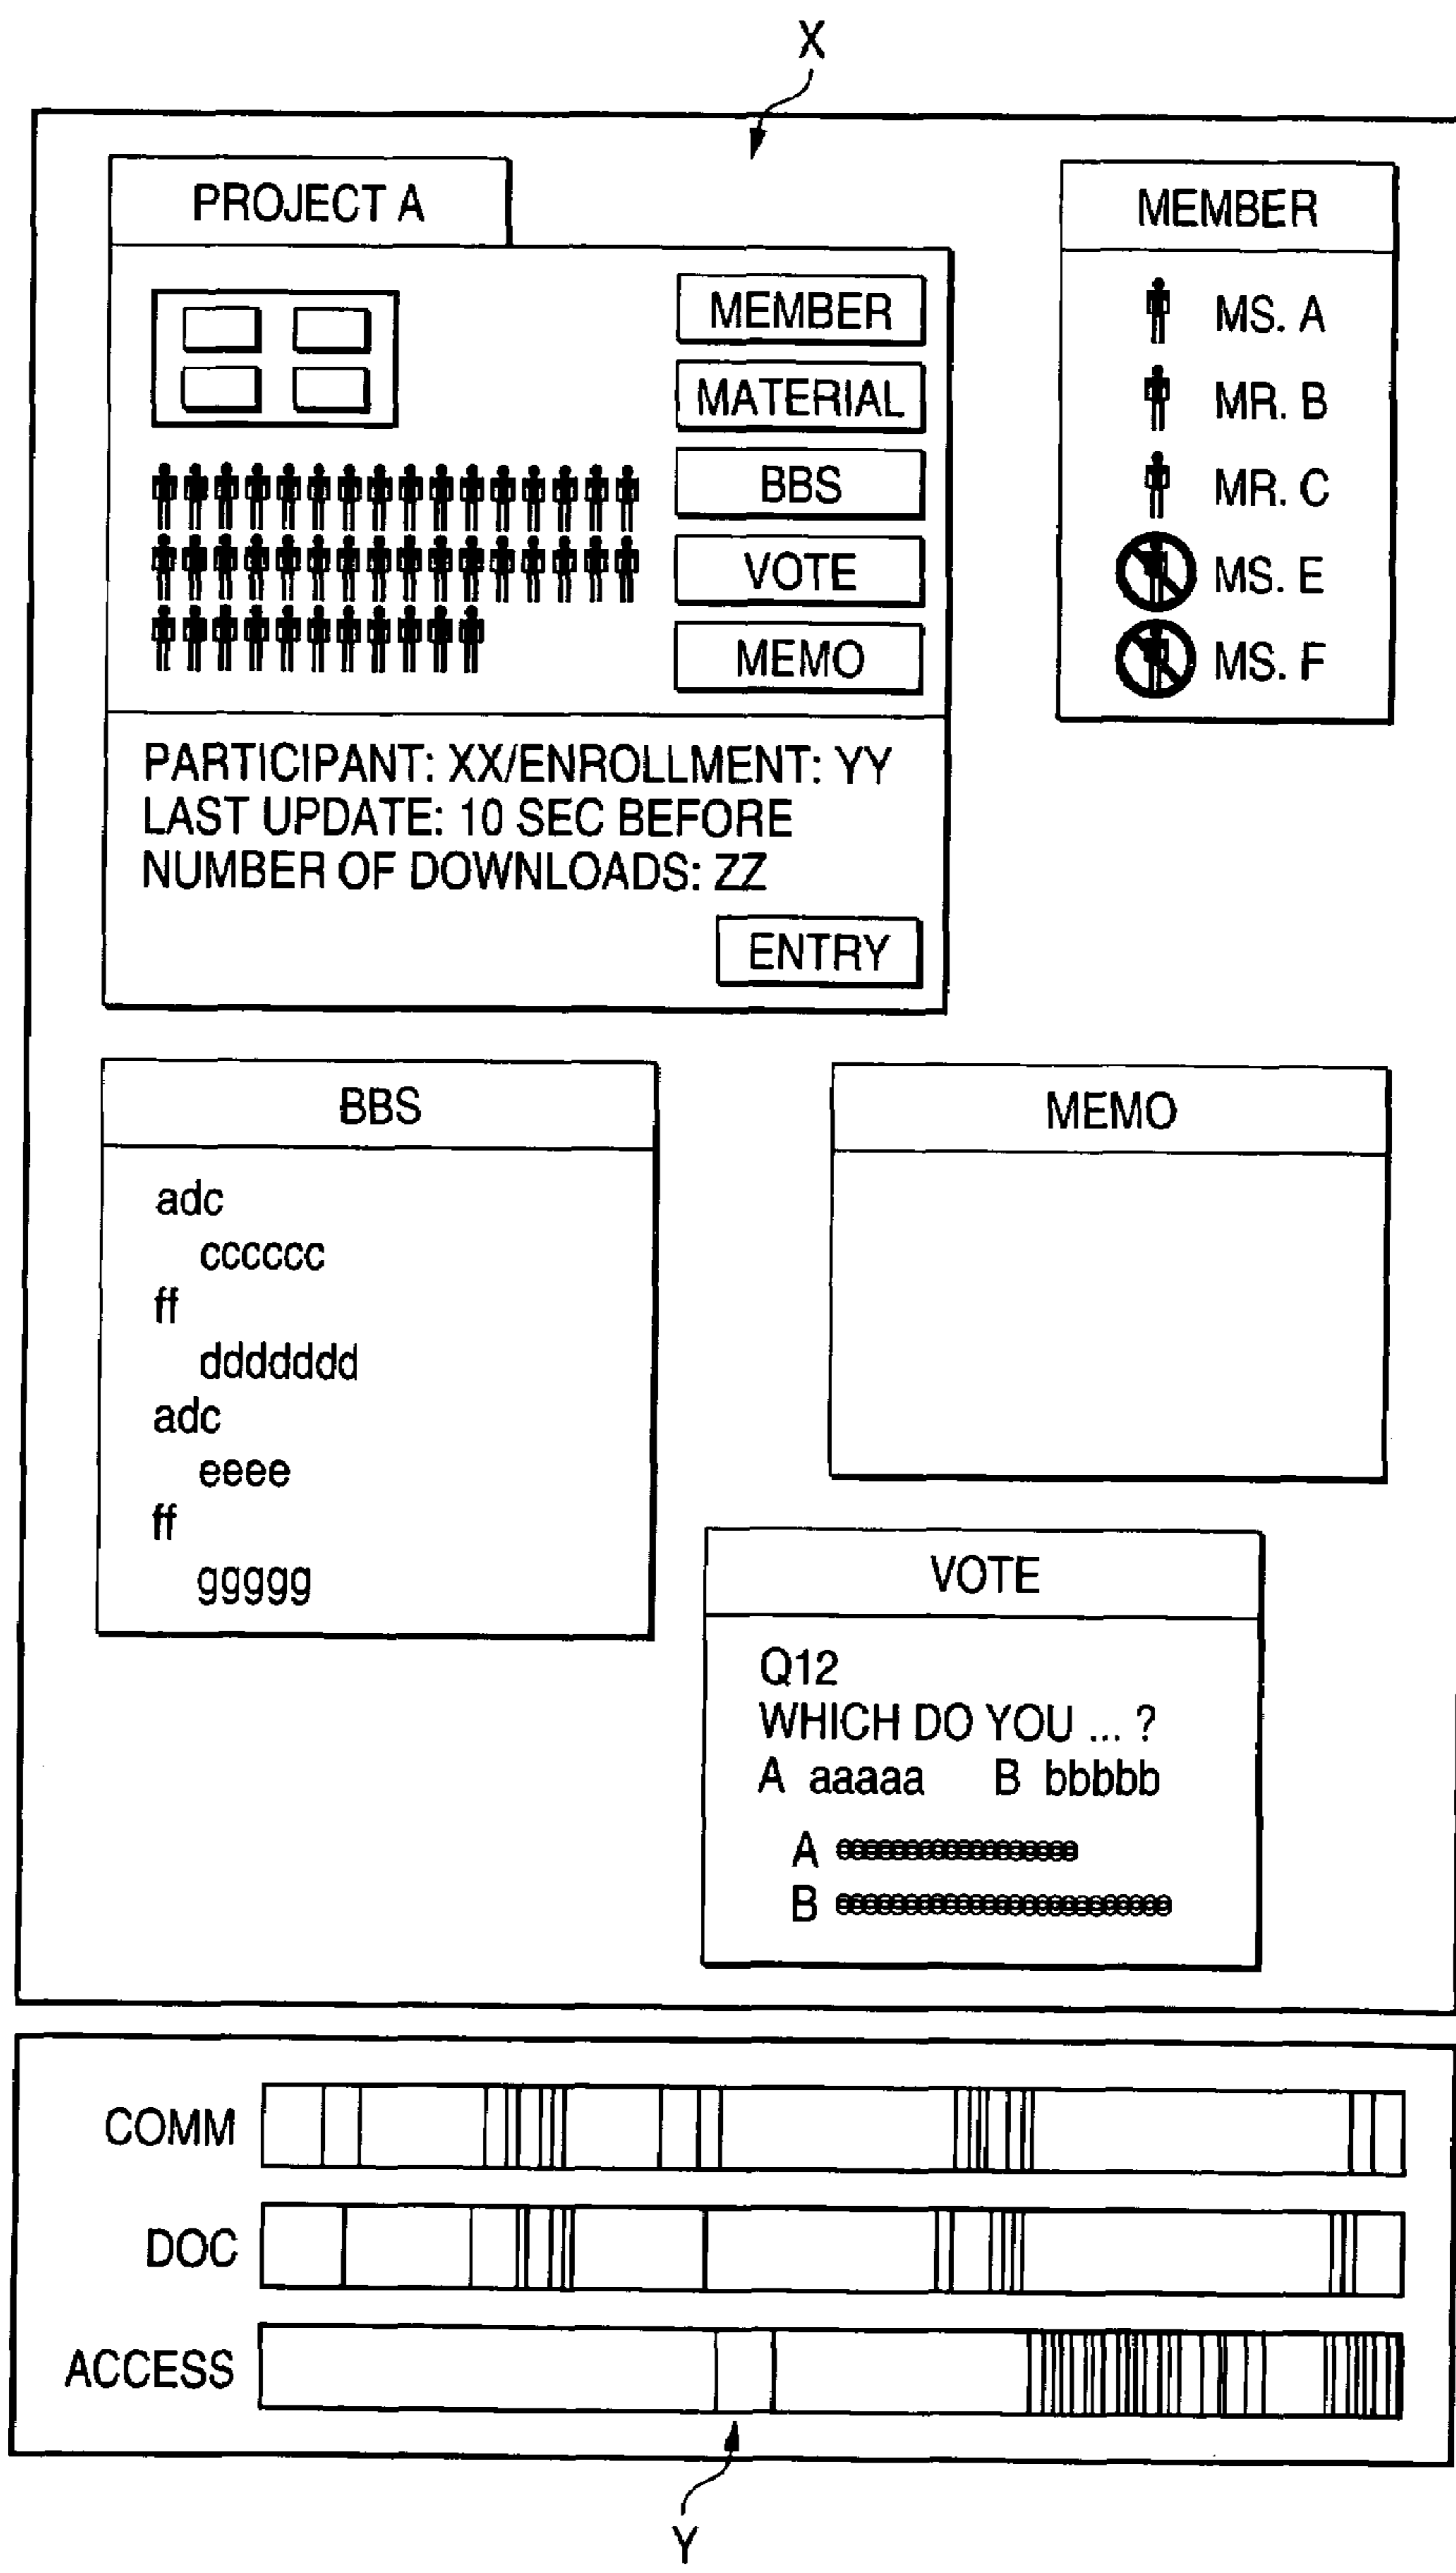 X
PROJECT A
MEMBER
MATERIAL
BBS
VOTE
MEMO
PARTICIPANT: XX/ENROLLMENT: YY
LAST UPDATE: 10 SEC BEFORE
NUMBER OF DOWNLOADS: ZZ
ENTRY
MEMBER
MS. A
MR. B
MR. C
MS. E
MS. F
BBS
adc
cccccc
ff
ddddddd
adc
eeee
ff
ggggg
MEMO
VOTE
Q12
WHICH DO YOU ... ?
A aaaaa B bbbbb
A
B
COMM
DOC
ACCESS
Y